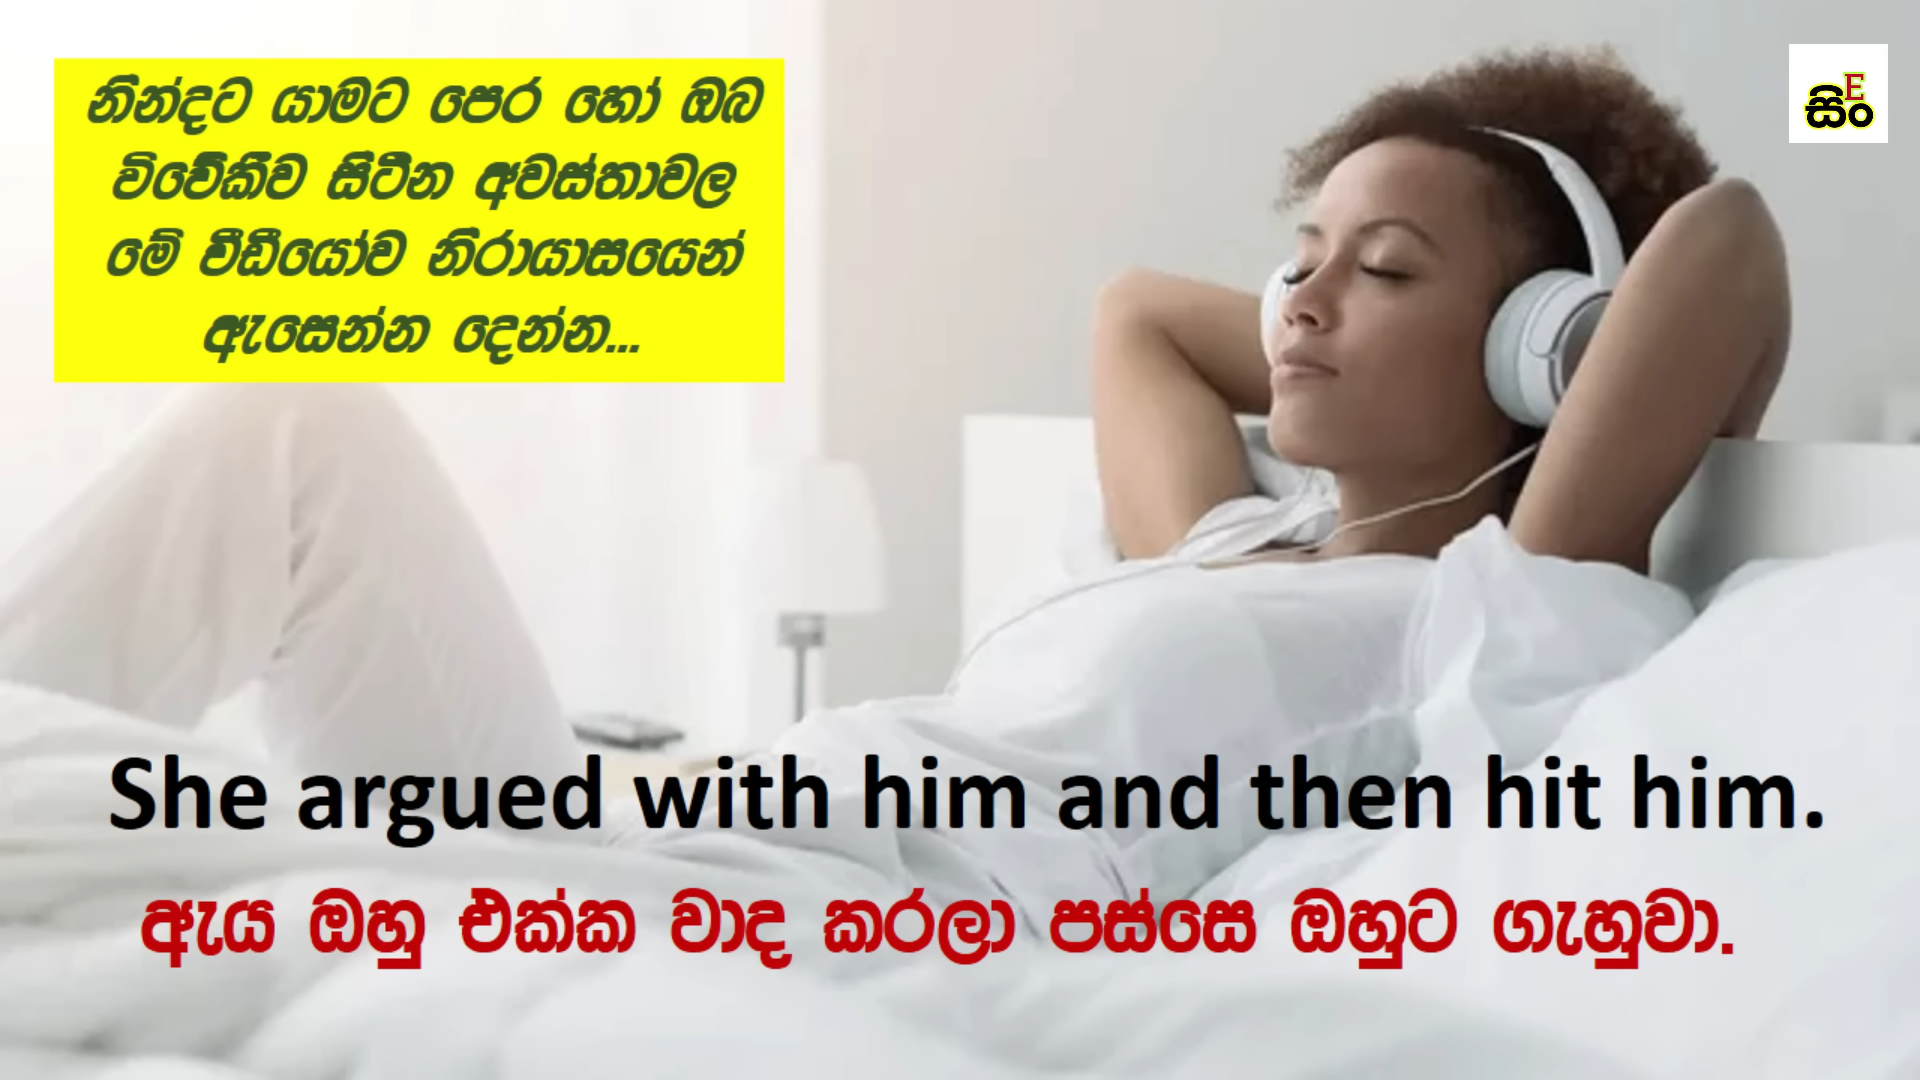 නින්දට යාමට පෙර හෝ ඔබ
විවේකීව සිටින අවස්තාවල
මේ වීඩීයෝව නිරායාසයෙන්
ඇසෙන්න දෙන්න...
E
සිං
She argued with him and then hit him.
ඇය ඔහු එක්ක වාද කරලා පස්සෙ ඔහුට ගැහුවා.